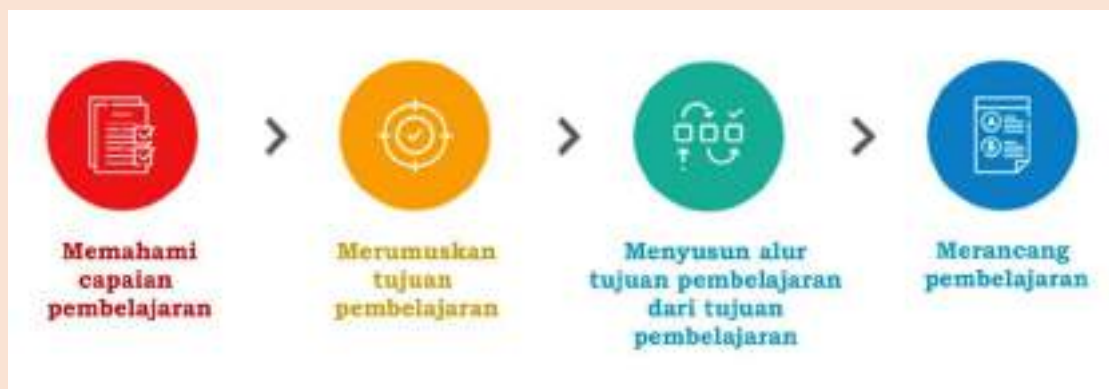 Memahami
capaian
pembelajaran
Merumuskan
tujuan
pembelajaran
Menyusun alur
tujuan pembelajaran
dari tujuan
pembelajaran
Merancang
pembelajaran
A
B